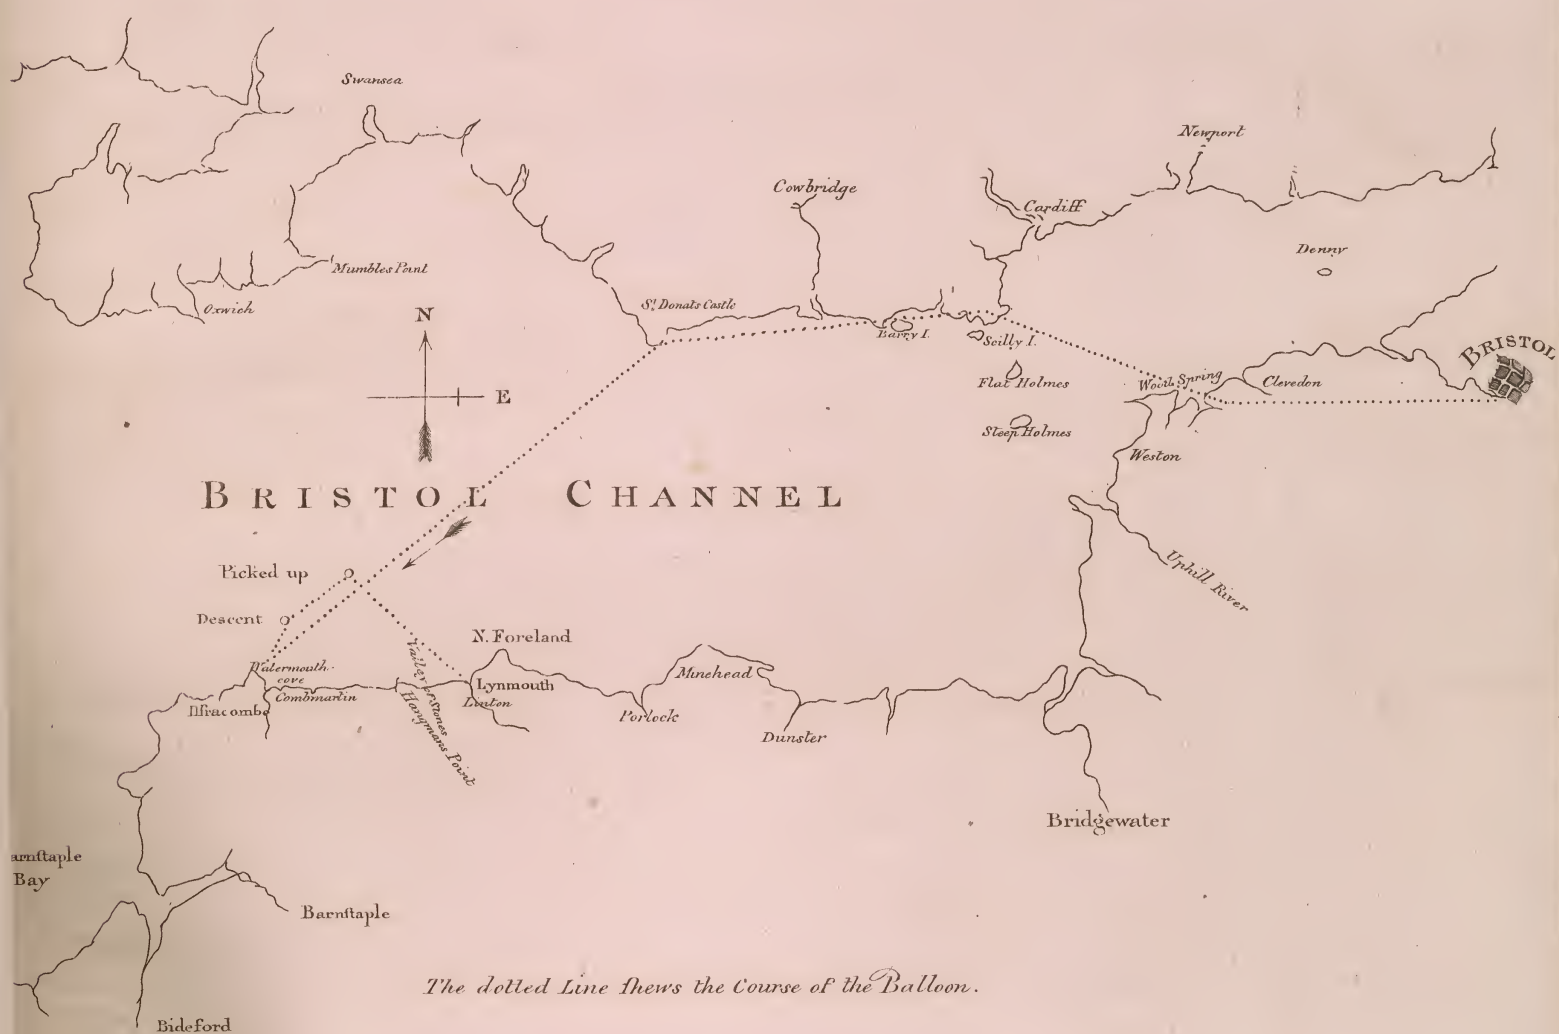 Swansea
Newport
Cowbridge
Cardiff
Denny
Mumbles Point
Oxwich
St. Donats Castle
N
E
Barry I.
Scilly I.
Flat Holmes
Steep Holmes
Worth Spring
Clevedon
BRISTOL
Weston
BRISTOL CHANNEL
Uphill River
Picked up
Descent
N. Foreland
Watermouth
cove
Combmartin
Ilfracombe
Valley of Stones
Hangmans Point
Lynmouth
Linton
Porlock
Minehead
Dunster
Bridgewater
arnſtaple
Bay
Barnſtaple
Bideford
The dotted Line ſhews the Course of the Balloon.